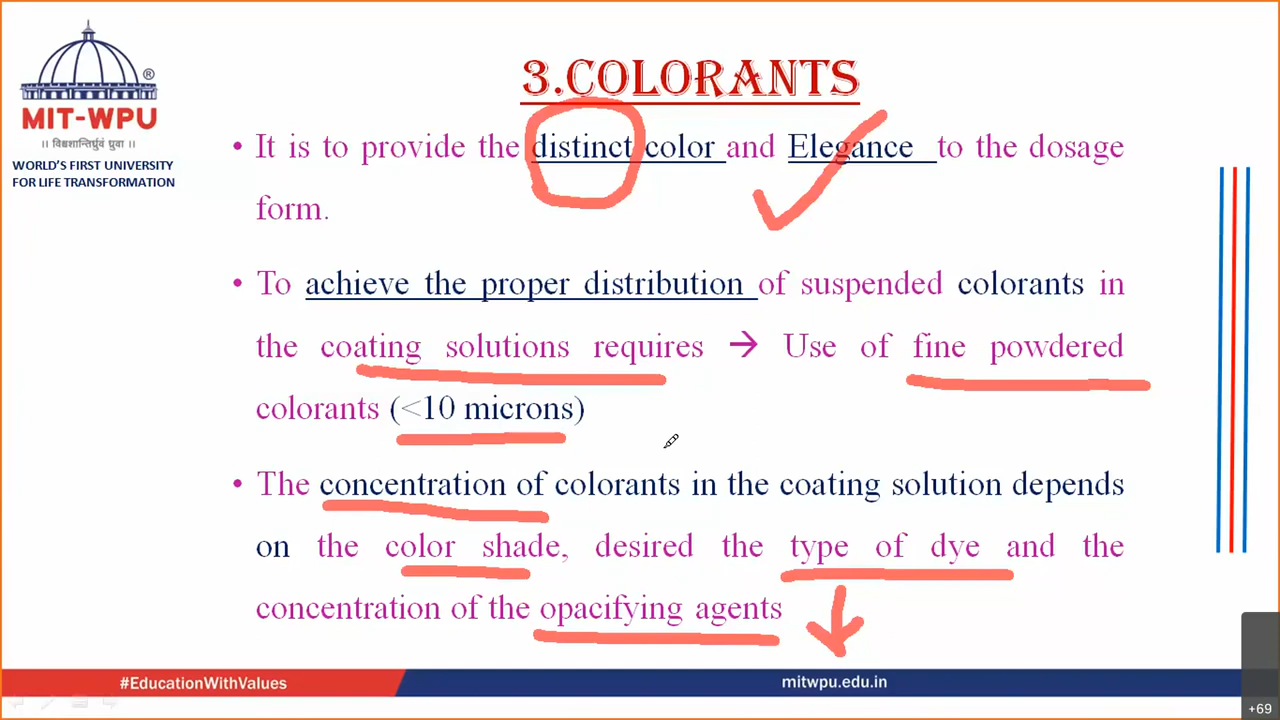 ®
MIT-WPU
|| विश्वशान्तिर्ध्रुवं ध्रुवा ||
WORLD'S FIRST UNIVERSITY
FOR LIFE TRANSFORMATION
3.COLORANTS
• It is to provide the distinct color and Elegance to the dosage
form.
• To achieve the proper distribution of suspended colorants in
the coating solutions requires → Use of fine powdered
colorants (<10 microns)
• The concentration of colorants in the coating solution depends
on the color shade, desired the type of dye and the
concentration of the opacifying agents
#EducationWithValues
mitwpu.edu.in
+69